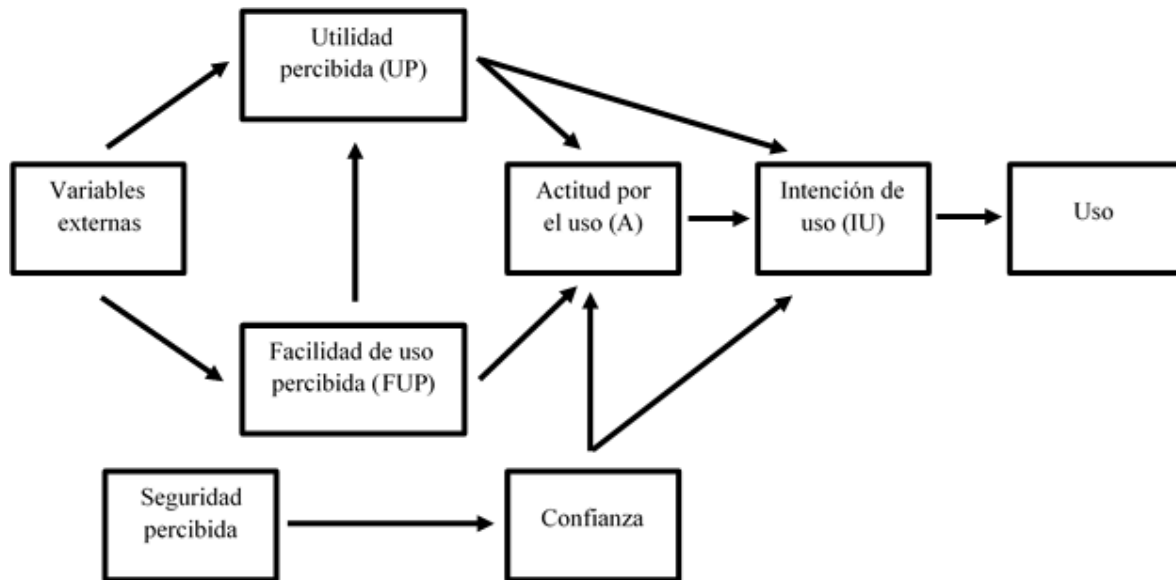 Utilidad
percibida (UP)
Variables
externas
Actitud por
el uso (A)
Intención de
uso (IU)
Uso
Facilidad de uso
percibida (FUP)
Seguridad
percibida
Confianza